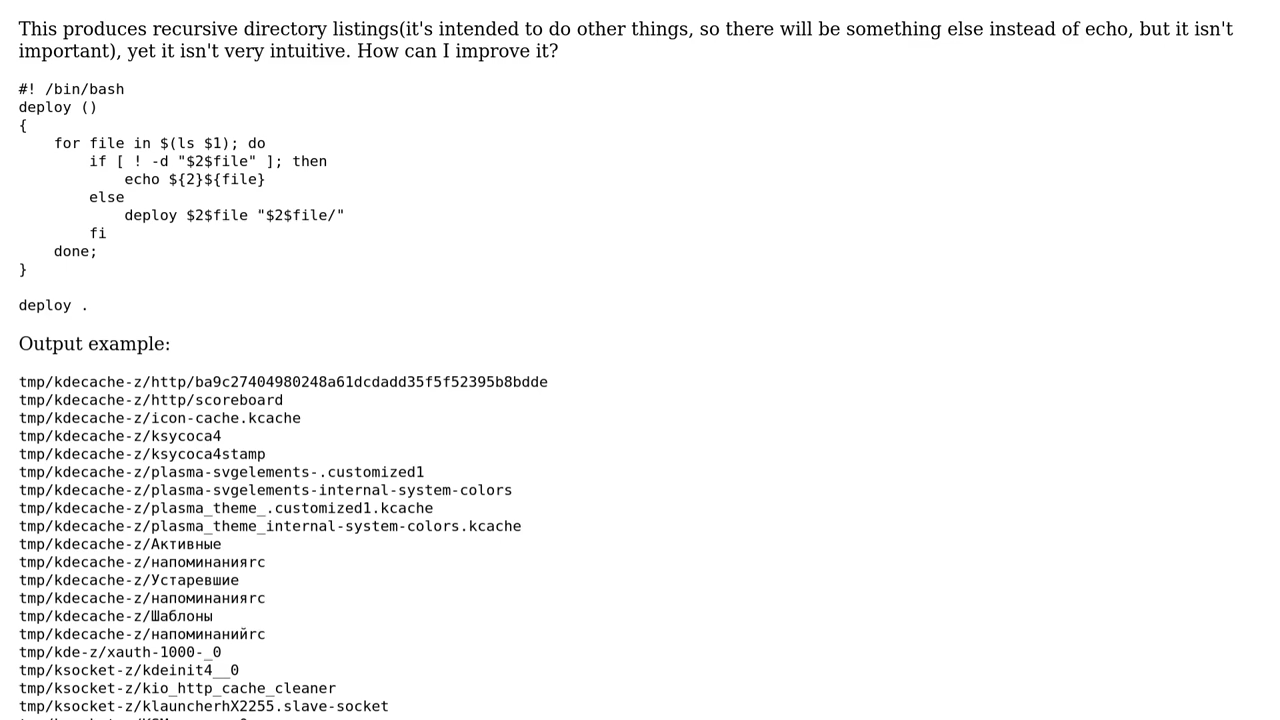 This produces recursive directory listings(it's intended to do other things, so there will be something else instead of echo, but it isn't
important), yet it isn't very intuitive. How can I improve it?
#! /bin/bash
deploy ()
{
    for file in $(ls $1); do
        if [ ! -d "$2$file" ]; then
            echo ${2}${file}
        else
            deploy $2$file "$2$file/"
        fi
    done;
}
deploy .
Output example:
tmp/kdecache-z/http/ba9c27404980248a61dcdadd35f5f52395b8bdde
tmp/kdecache-z/http/scoreboard
tmp/kdecache-z/icon-cache.kcache
tmp/kdecache-z/ksycoca4
tmp/kdecache-z/ksycoca4stamp
tmp/kdecache-z/plasma-svgelements-.customized1
tmp/kdecache-z/plasma-svgelements-internal-system-colors
tmp/kdecache-z/plasma_theme_.customized1.kcache
tmp/kdecache-z/plasma_theme_internal-system-colors.kcache
tmp/kdecache-z/Активные
tmp/kdecache-z/напоминанияrc
tmp/kdecache-z/Устаревшие
tmp/kdecache-z/напоминанияrc
tmp/kdecache-z/Шаблоны
tmp/kdecache-z/напоминанийrc
tmp/kde-z/xauth-1000-_0
tmp/ksocket-z/kdeinit4__0
tmp/ksocket-z/kio_http_cache_cleaner
tmp/ksocket-z/klauncherhX2255.slave-socket